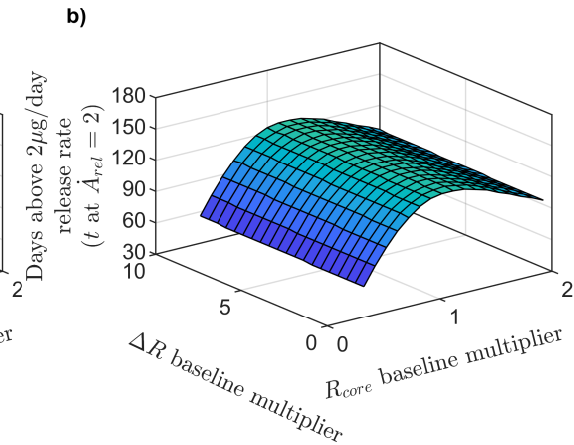 b)
Days above 2μg/day
release rate
(t at Ȧrel = 2)
180
150
120
90
60
30
10
5
0
0
1
2
ΔR baseline multiplier
Rcore baseline multiplier
2